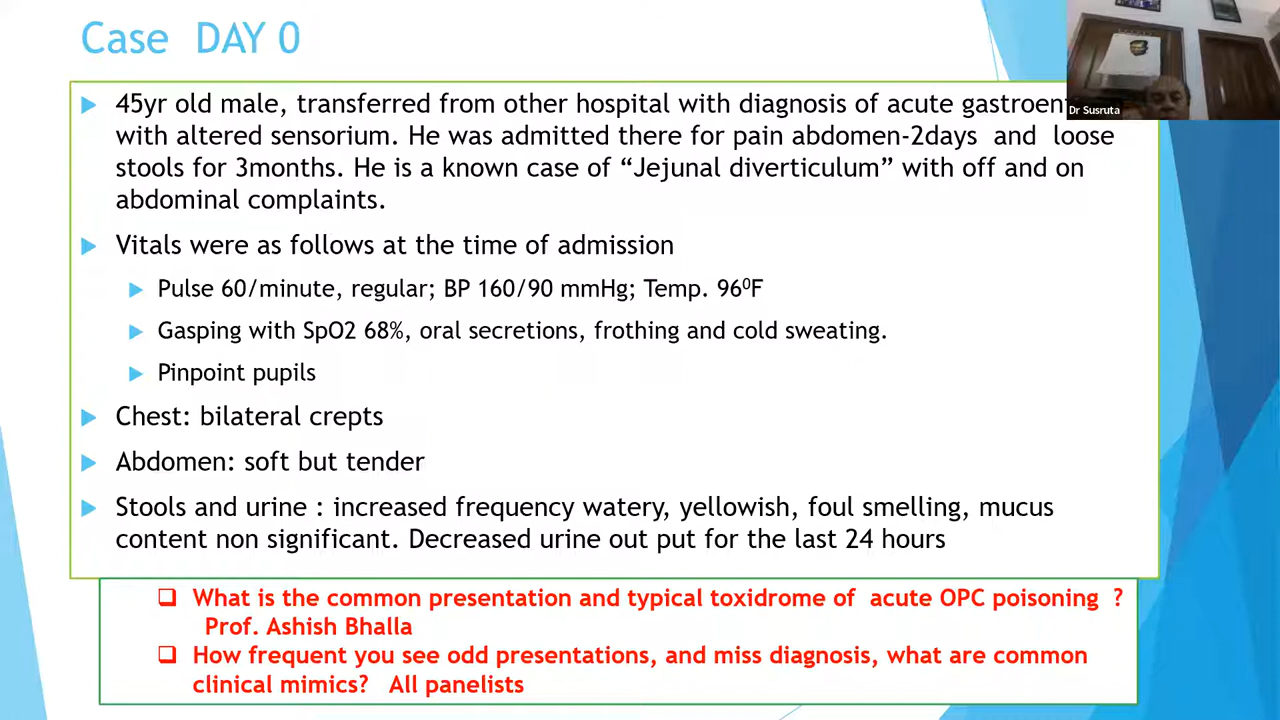 Case DAY 0
Dr Susruta
45yr old male, transferred from other hospital with diagnosis of acute
with altered sensorium. He was admitted there for pain abdomen-2days and loose
stools for 3months. He is a known case of “Jejunal diverticulum” with off and on
abdominal complaints.
Vitals were as follows at the time of admission
Pulse 60/minute, regular; BP 160/90 mmHg; Temp. 96⁰F
Gasping with SpO2 68%, oral secretions, frothing and cold sweating.
Pinpoint pupils
Chest: bilateral crepts
Abdomen: soft but tender
Stools and urine : increased frequency watery, yellowish, foul smelling, mucus
content non significant. Decreased urine out put for the last 24 hours
What is the common presentation and typical toxidrome of acute OPC poisoning ?
Prof. Ashish Bhalla
How frequent you see odd presentations, and miss diagnosis, what are common
clinical mimics? All panelists